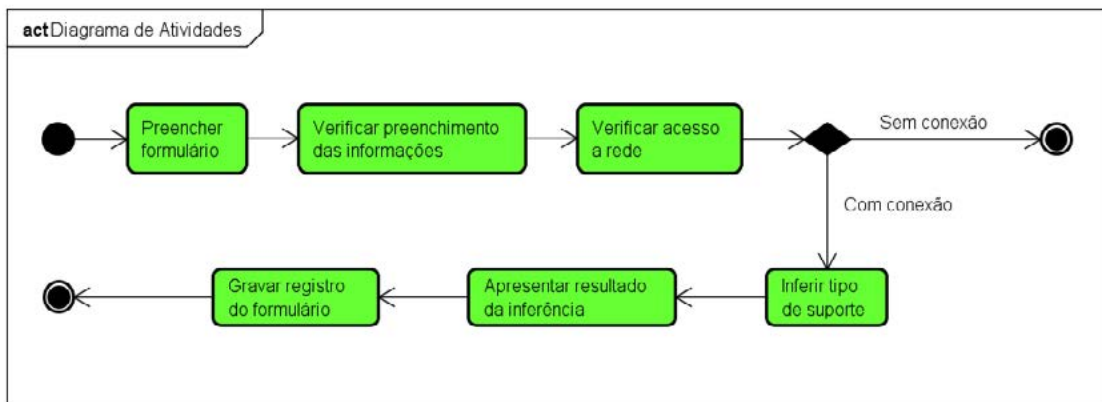 act Diagrama de Atividades
Preencher
formulário
Verificar preenchimento
das informações
Verificar acesso
a rede
Sem conexão
Com conexão
Gravar registro
do formulário
Apresentar resultado
da inferência
Inferir tipo
de suporte